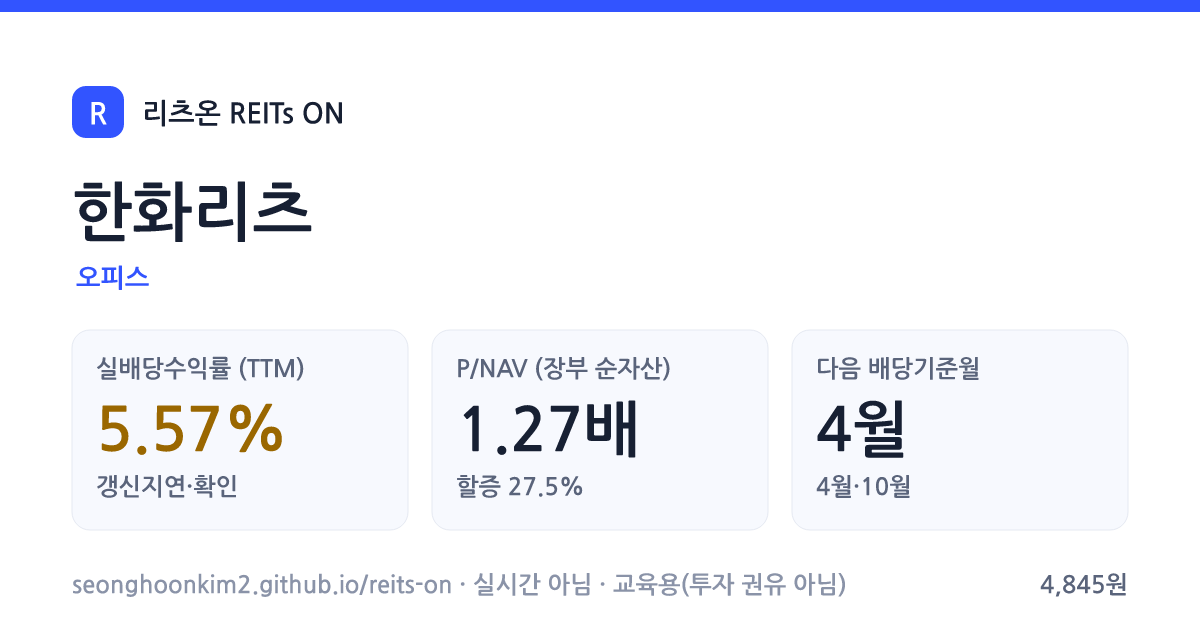 R 리츠온 REITs ON
한화리츠
오피스
실배당수익률 (TTM)
5.57%
갱신지연·확인
P/NAV (장부 순자산)
1.27배
할증 27.5%
다음 배당기준월
4월
4월·10월
seonghoonkim2.github.io/reits-on · 실시간 아님 · 교육용(투자 권유 아님)
4,845원